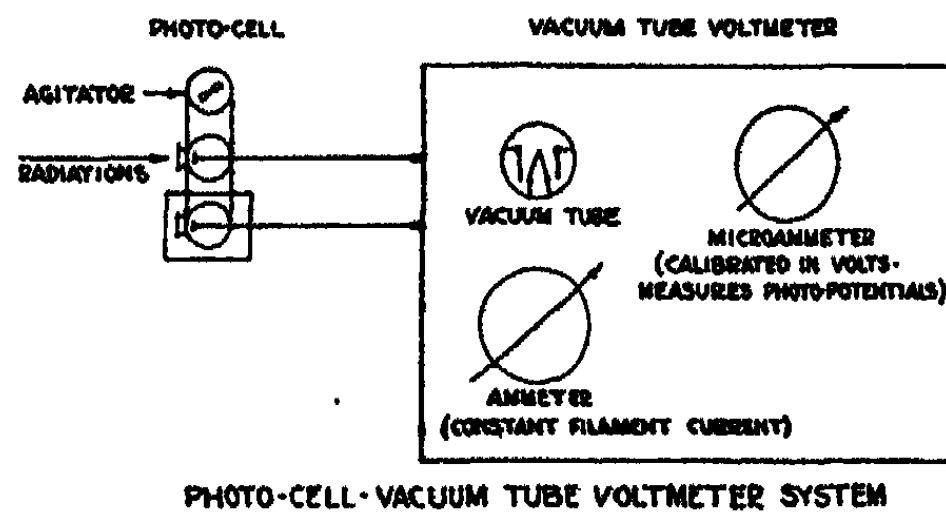 PHOTO-CELL
VACUUM TUBE VOLTMETER
AGITATOR
RADIATIONS
VACUUM TUBE
MICROAMMETER
(CALIBRATED IN VOLTS-
MEASURES PHOTO-POTENTIALS)
AMMETER
(CONSTANT FILAMENT CURRENT)
PHOTO-CELL-VACUUM TUBE VOLTMETER SYSTEM